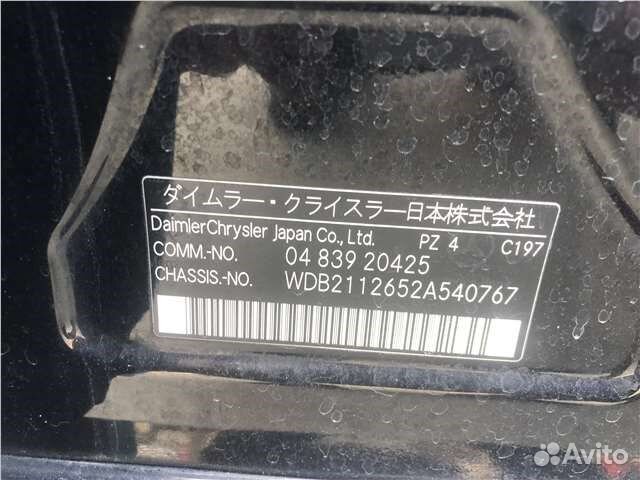 ダイムラー・クライスラー日本株式会社
DaimlerChrysler Japan Co., Ltd. PZ 4 C197
COMM.-NO. 04 839 20425
CHASSIS.-NO. WDB2112652A540767
Avito